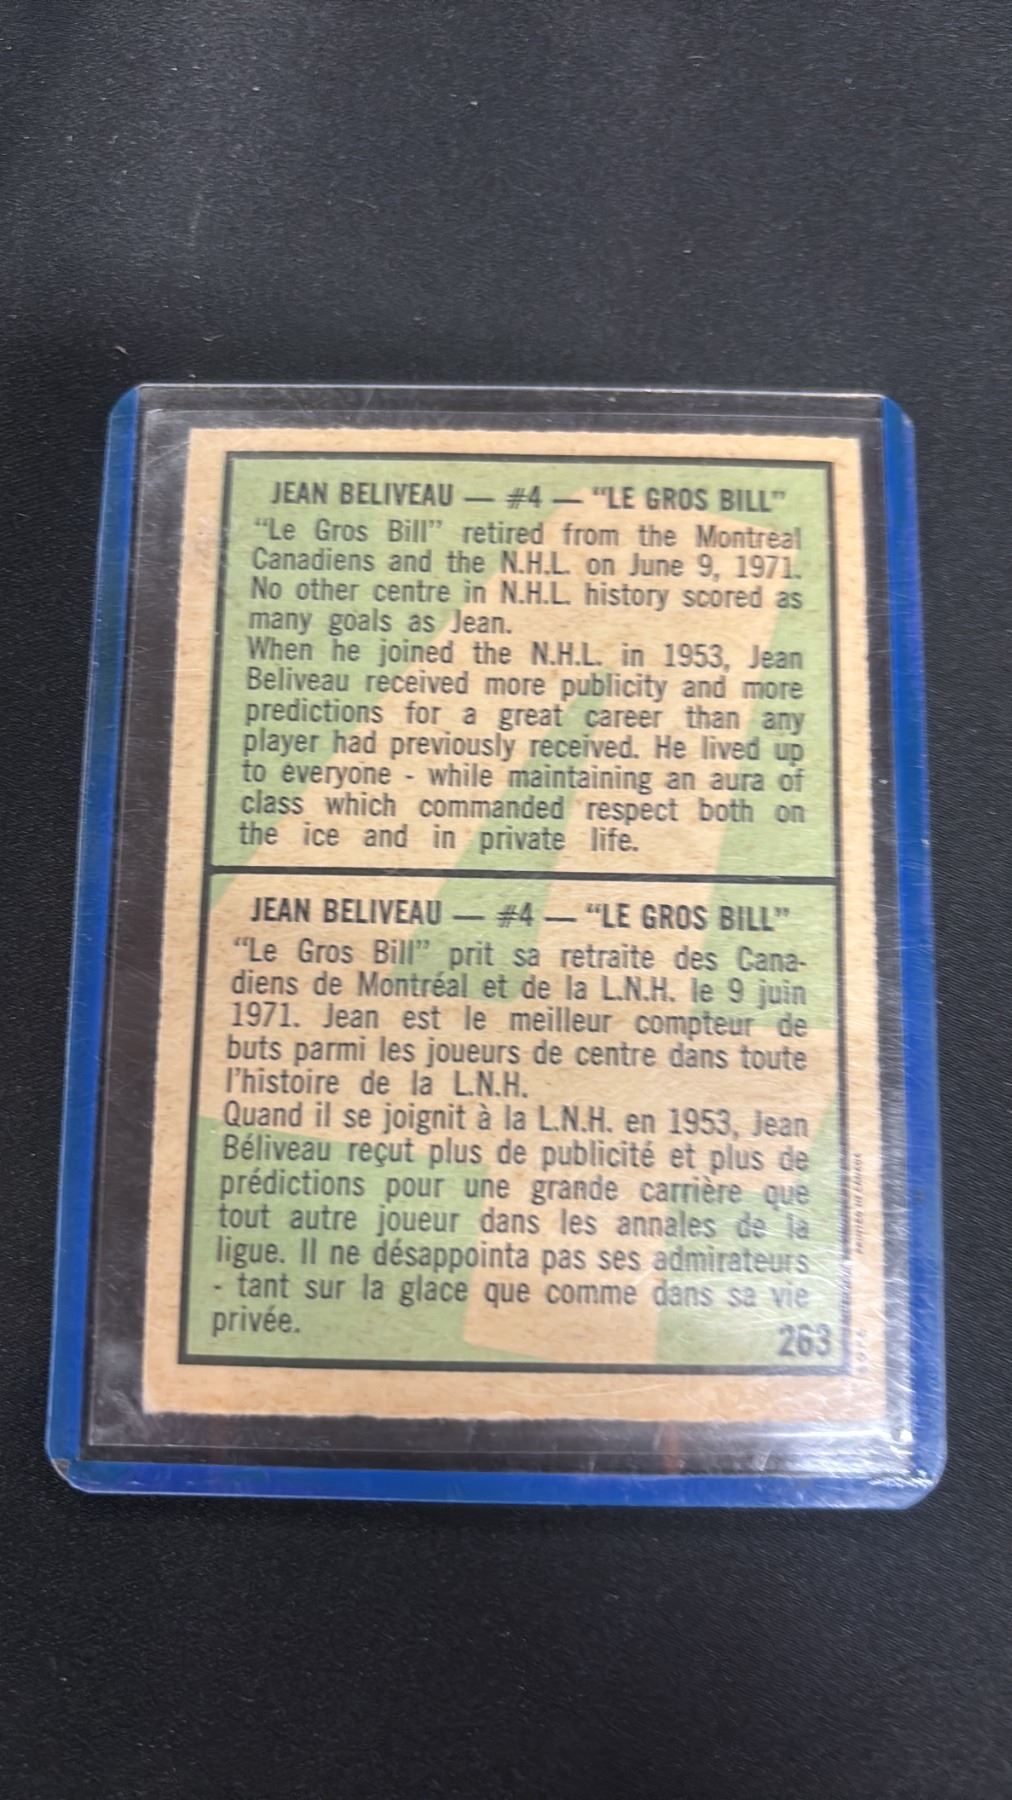 JEAN BELIVEAU — #4 — “LE GROS BILL”
“Le Gros Bill” retired from the Montreal
Canadiens and the N.H.L. on June 9, 1971.
No other centre in N.H.L. history scored as
many goals as Jean.
When he joined the N.H.L. in 1953, Jean
Beliveau received more publicity and more
predictions for a great career than any
player had previously received. He lived up
to everyone - while maintaining an aura of
class which commanded respect both on
the ice and in private life.
JEAN BELIVEAU — #4 — “LE GROS BILL”
“Le Gros Bill” prit sa retraite des Cana-
diens de Montréal et de la L.N.H. le 9 juin
1971. Jean est le meilleur compteur de
buts parmi les joueurs de centre dans toute
l'histoire de la L.N.H.
Quand il se joignit à la L.N.H. en 1953, Jean
Béliveau reçut plus de publicité et plus de
prédictions pour une grande carrière que
tout autre joueur dans les annales de la
ligue. Il ne désappointa pas ses admirateurs
- tant sur la glace que comme dans sa vie
privée.
263
PRINTED IN CANADA